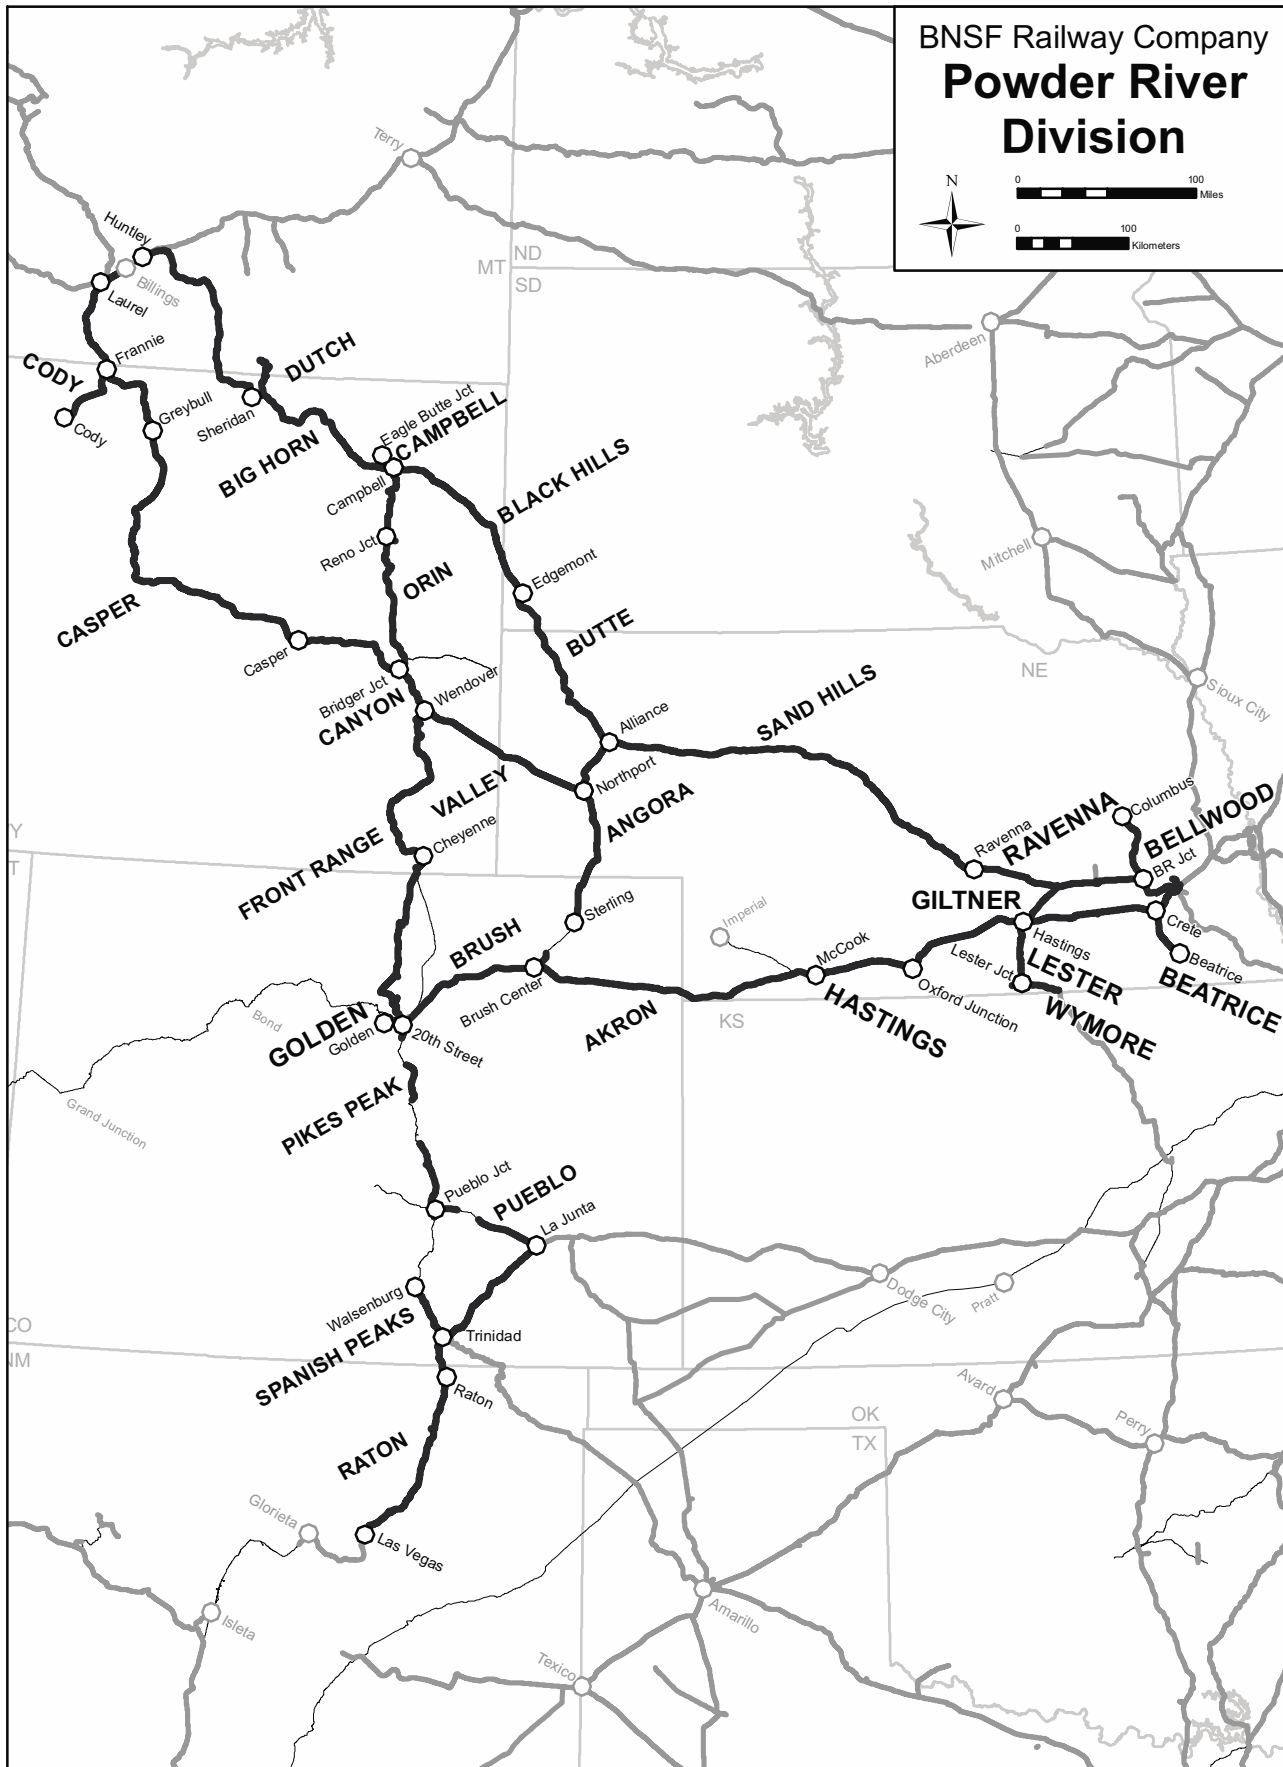 BNSF Railway Company
Powder River
Division
N
0 100
Miles
0 100
Kilometers
Terry
Huntley
Billings
Laurel
MT
ND
SD
Frannie
CODY
Cody
Greybull
Sheridan
DUTCH
BIG HORN
Eagle Butte Jct
CAMPBELL
Campbell
BLACK HILLS
Aberdeen
Mitchell
Reno Jct
ORIN
Edgemont
BUTTE
CASPER
Casper
Bridger Jct
CANYON
Wendover
NE
Sioux City
Alliance
SAND HILLS
VALLEY
Northport
ANGORA
Cheyenne
FRONT RANGE
Y
T
Columbus
BELLWOOD
Ravenna
RAVENNA
BR Jct
GILTNER
Hastings
Crete
Sterling
Imperial
BRUSH
Brush Center
McCook
Lester Jct
LESTER
Beatrice
BEATRICE
Oxford Junction
WYMORE
HASTINGS
AKRON
KS
Bond
GOLDEN
Golden
20th Street
Grand Junction
PIKES PEAK
Pueblo Jct
PUEBLO
La Junta
Walsenburg
SPANISH PEAKS
Trinidad
Dodge City
Pratt
CO
NM
Raton
RATON
Avard
OK
TX
Perry
Glorieta
Las Vegas
Isleta
Amarillo
Texico